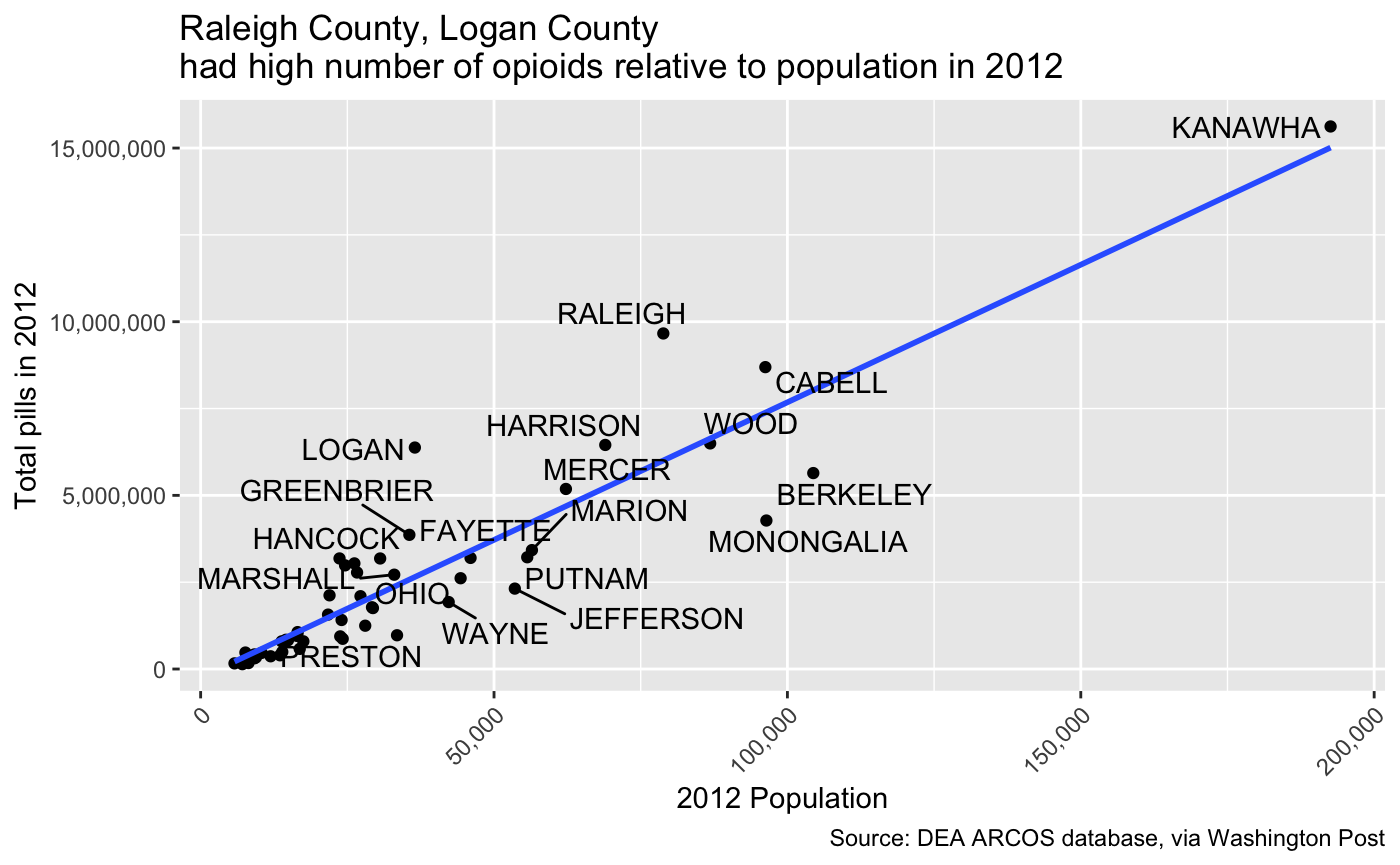 Raleigh County, Logan County
had high number of opioids relative to population in 2012
KANAWHA
15,000,000
RALEIGH
10,000,000
CABELL
HARRISON
WOOD
LOGAN
MERCER
GREENBRIER
BERKELEY
5,000,000
MARION
FAYETTE
HANCOCK
MONONGALIA
MARSHALL
PUTNAM
OHIO
JEFFERSON
WAYNE
PRESTON
0
Total pills in 2012
0
50,000
100,000
150,000
200,000
2012 Population
Source: DEA ARCOS database, via Washington Post